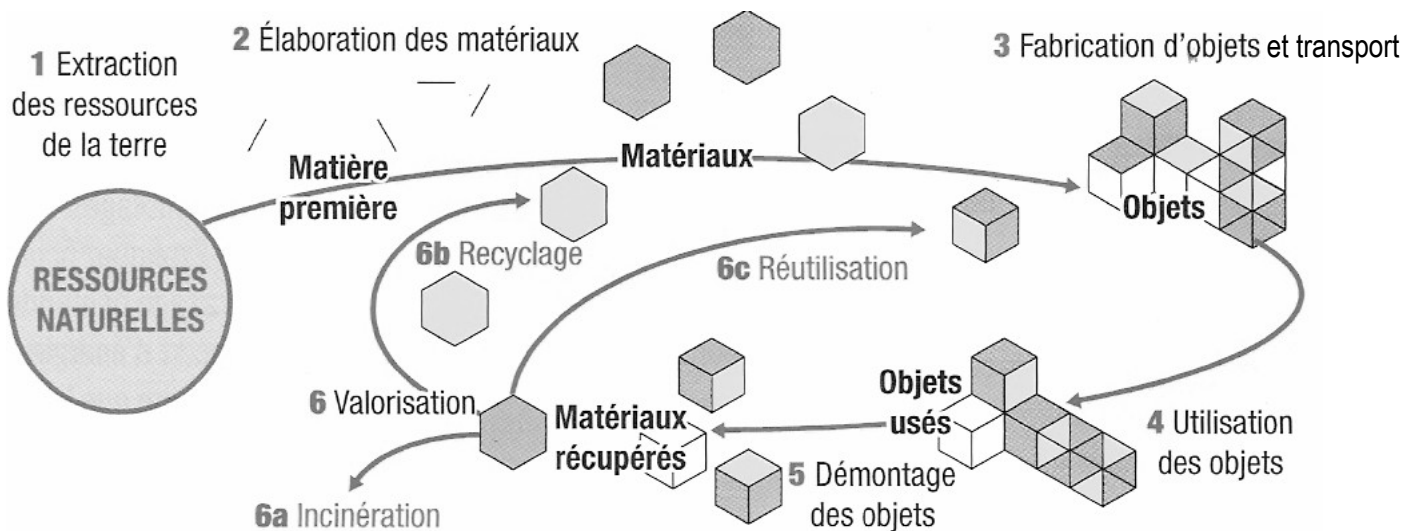 1 Extraction
des ressources
de la terre
2 Élaboration des matériaux
3 Fabrication d'objets et transport
Matière
première
Matériaux
Objets
RESSOURCES
NATURELLES
6b Recyclage
6c Réutilisation
6 Valorisation
Matériaux
récupérés
Objets
usés
4 Utilisation
des objets
5 Démontage
des objets
6a Incinération